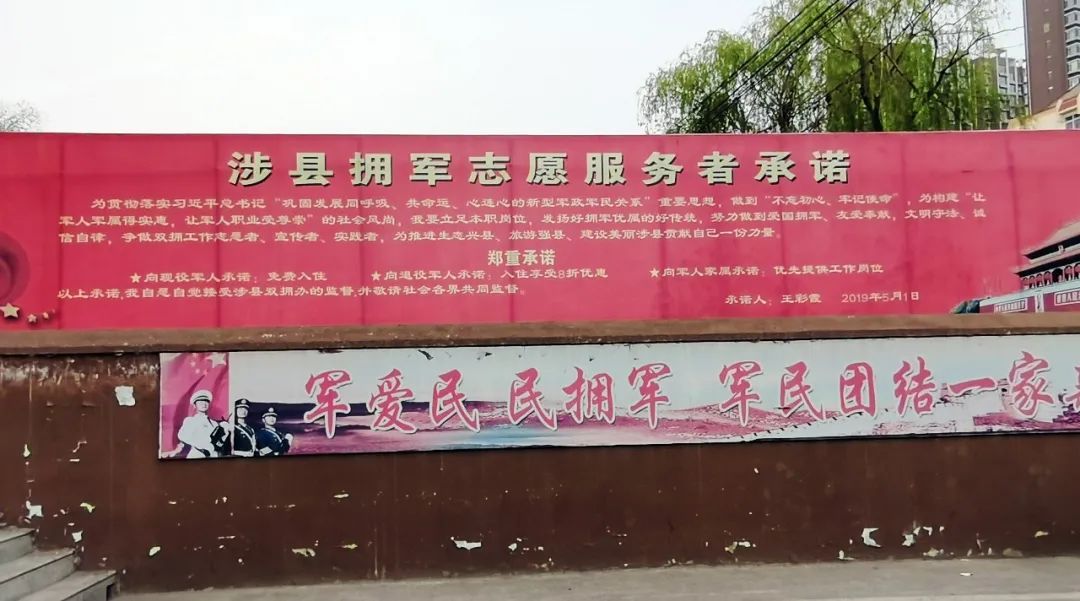 涉县拥军志愿服务者承诺
为贯彻落实习近平总书记“巩固发展同呼吸、共命运、心连心的新型军政军民关系”重要思想，做到“不忘初心、牢记使命”，为构建“让
军人军属得实惠，让军人职业受尊崇”的社会风尚，我要立足本职岗位，发扬好拥军优属的好传统，努力做到爱国拥军、友爱奉献，文明守法、诚
信自律，争做双拥工作志愿者、宣传者、实践者，为推进生态兴县、旅游强县、建设美丽涉县贡献自己一份力量。
郑重承诺
★向现役军人承诺：免费入住 ★向退役军人承诺：入住享受8折优惠 ★向军人家属承诺：优先提供工作岗位
以上承诺,我自愿自觉接受涉县双拥办的监督,并敬请社会各界共同监督。
承诺人：王彩霞 2019年5月1日
军爱民 民拥军 军民团结一家